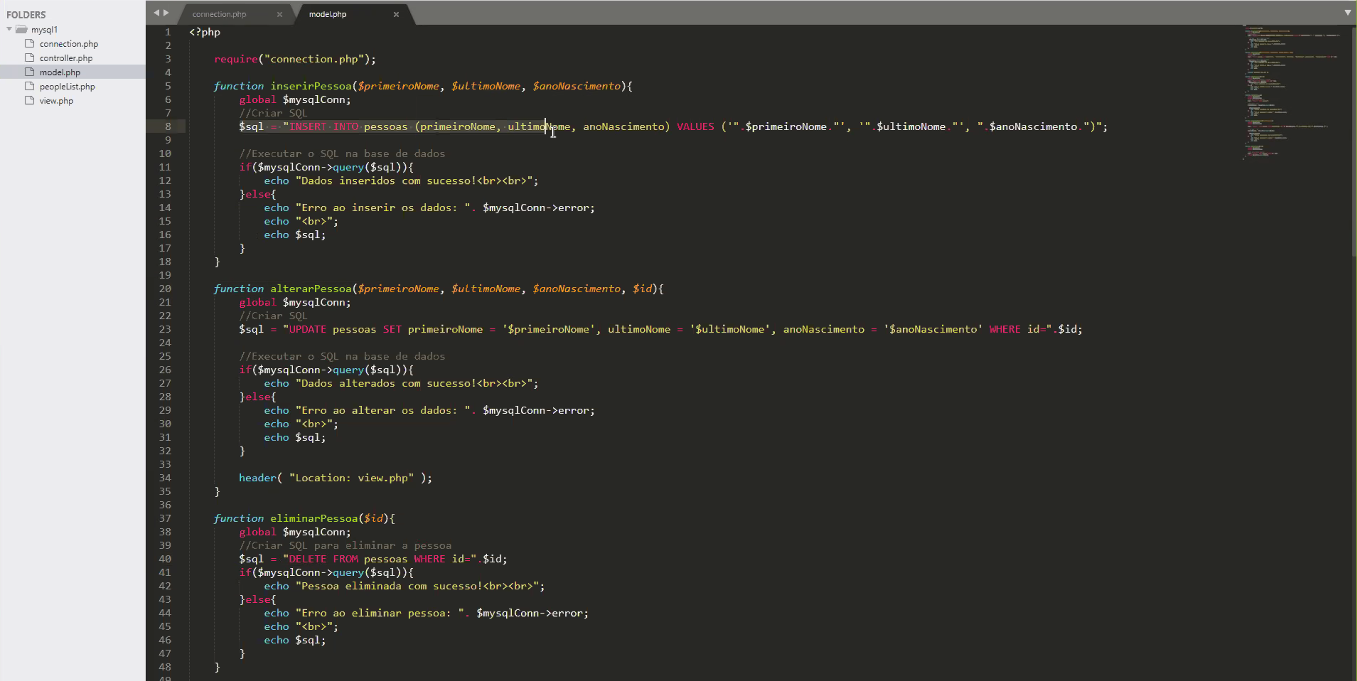 FOLDERS
mysql1
connection.php
controller.php
model.php
peopleList.php
view.php
connection.php × model.php ×
1 <?php
2
3 require("connection.php");
4
5 function inserirPessoa($primeiroNome, $ultimoNome, $anoNascimento){
6 global $mysqlConn;
7 //Criar SQL
8 $sql = "INSERT INTO pessoas (primeiroNome, ultimoNome, anoNascimento) VALUES ('".$primeiroNome."', '".$ultimoNome."', ".$anoNascimento.")";
9
10 //Executar o SQL na base de dados
11 if($mysqlConn->query($sql)){
12 echo "Dados inseridos com sucesso!<br><br>";
13 }else{
14 echo "Erro ao inserir os dados: ". $mysqlConn->error;
15 echo "<br>";
16 echo $sql;
17 }
18 }
19
20 function alterarPessoa($primeiroNome, $ultimoNome, $anoNascimento, $id){
21 global $mysqlConn;
22 //Criar SQL
23 $sql = "UPDATE pessoas SET primeiroNome = '$primeiroNome', ultimoNome = '$ultimoNome', anoNascimento = '$anoNascimento' WHERE id=".$id;
24
25 //Executar o SQL na base de dados
26 if($mysqlConn->query($sql)){
27 echo "Dados alterados com sucesso!<br><br>";
28 }else{
29 echo "Erro ao alterar os dados: ". $mysqlConn->error;
30 echo "<br>";
31 echo $sql;
32 }
33
34 header( "Location: view.php" );
35 }
36
37 function eliminarPessoa($id){
38 global $mysqlConn;
39 //Criar SQL para eliminar a pessoa
40 $sql = "DELETE FROM pessoas WHERE id=".$id;
41 if($mysqlConn->query($sql)){
42 echo "Pessoa eliminada com sucesso!<br><br>";
43 }else{
44 echo "Erro ao eliminar pessoa: ". $mysqlConn->error;
45 echo "<br>";
46 echo $sql;
47 }
48 }
49